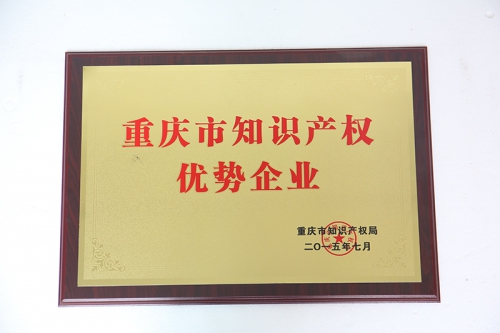 重庆市知识产权
优势企业
重庆市知识产权局
二〇一五年七月